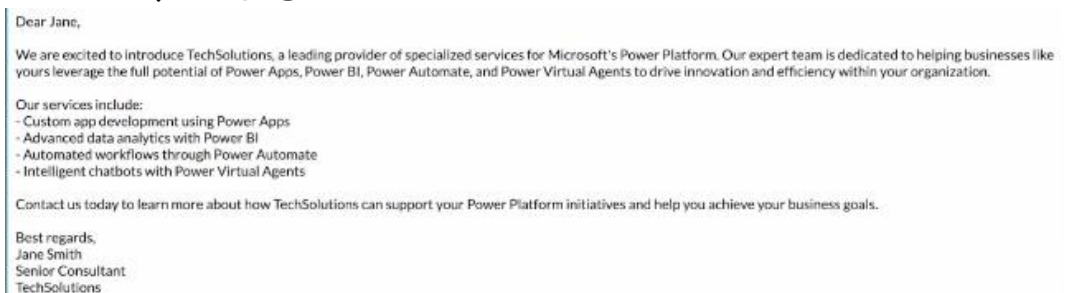 Dear Jane,
We are excited to introduce TechSolutions, a leading provider of specialized services for Microsoft's Power Platform. Our expert team is dedicated to helping businesses like
yours leverage the full potential of Power Apps, Power BI, Power Automate, and Power Virtual Agents to drive innovation and efficiency within your organization.
Our services include:
- Custom app development using Power Apps
- Advanced data analytics with Power BI
- Automated workflows through Power Automate
- Intelligent chatbots with Power Virtual Agents
Contact us today to learn more about how TechSolutions can support your Power Platform initiatives and help you achieve your business goals.
Best regards,
Jane Smith
Senior Consultant
TechSolutions